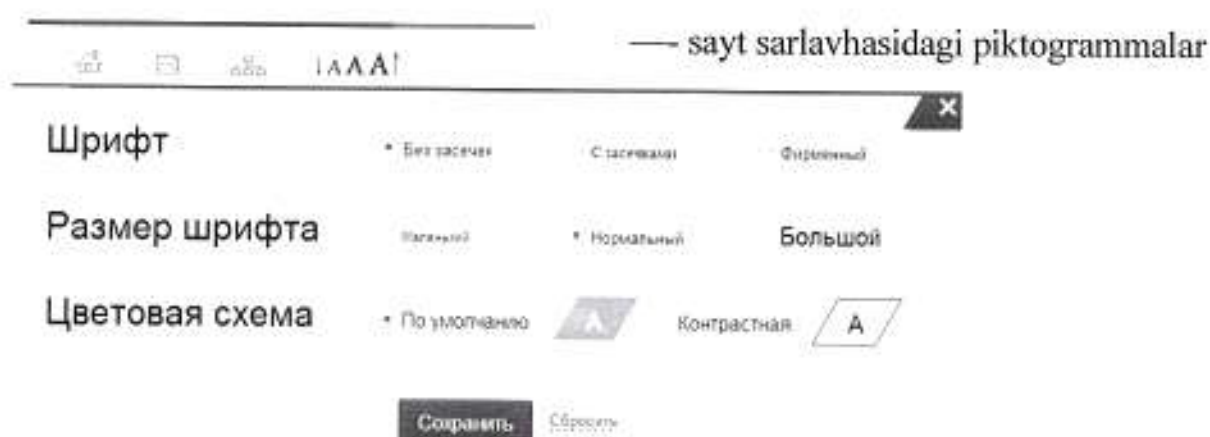 — sayt sarlavhasidagi piktogrammalar
↓AAA↑
Шрифт • Без засечек С засечками Фирменный
Размер шрифта Маленький • Нормальный Большой
Цветовая схема • По умолчанию A Контрастная A
Сохранить Сбросить